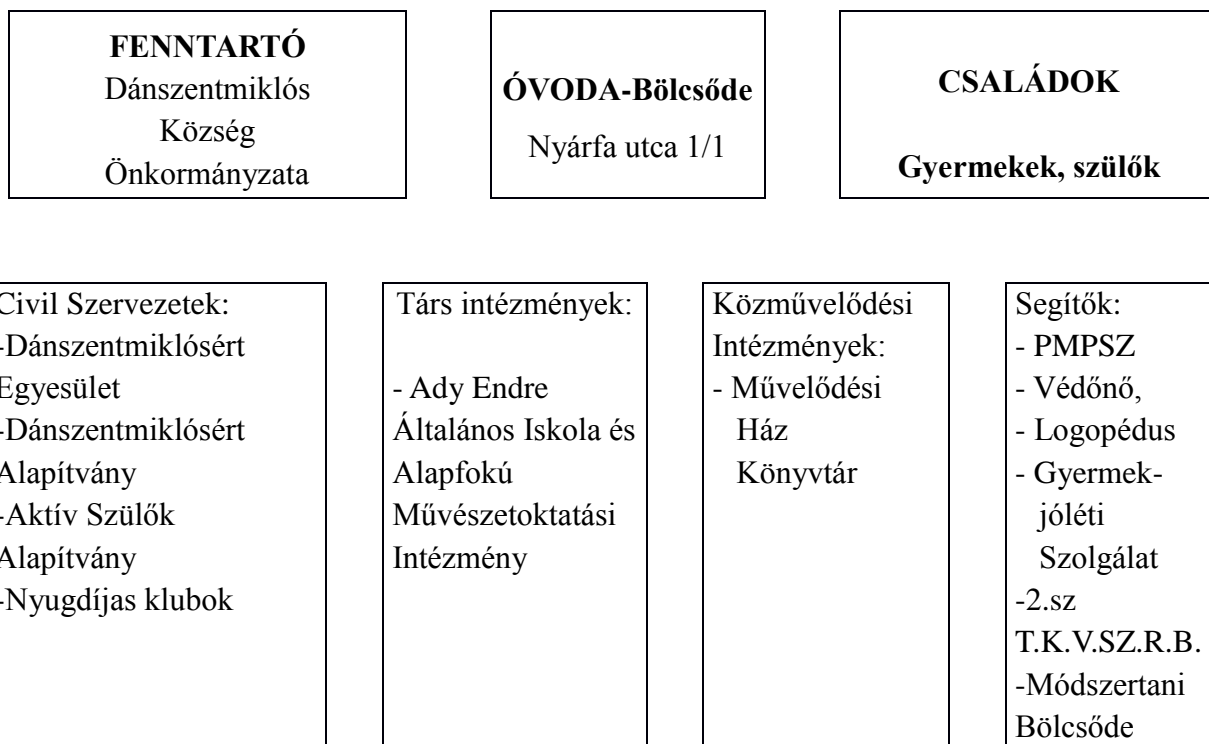 FENNTARTÓ
Dánszentmiklós
Község
Önkormányzata
ÓVODA-Bölcsőde
Nyárfa utca 1/1
CSALÁDOK
Gyermekek, szülők
Civil Szervezetek:
-Dánszentmiklósért
Egyesület
-Dánszentmiklósért
Alapítvány
-Aktív Szülők
Alapítvány
-Nyugdíjas klubok
Társ intézmények:
- Ady Endre
Általános Iskola és
Alapfokú
Művészetoktatási
Intézmény
Közművelődési
Intézmények:
- Művelődési
Ház
Könyvtár
Segítők:
- PMPSZ
- Védőnő,
- Logopédus
- Gyermek-
jóléti
Szolgálat
-2.sz
T.K.V.SZ.R.B.
-Módszertani
Bölcsőde